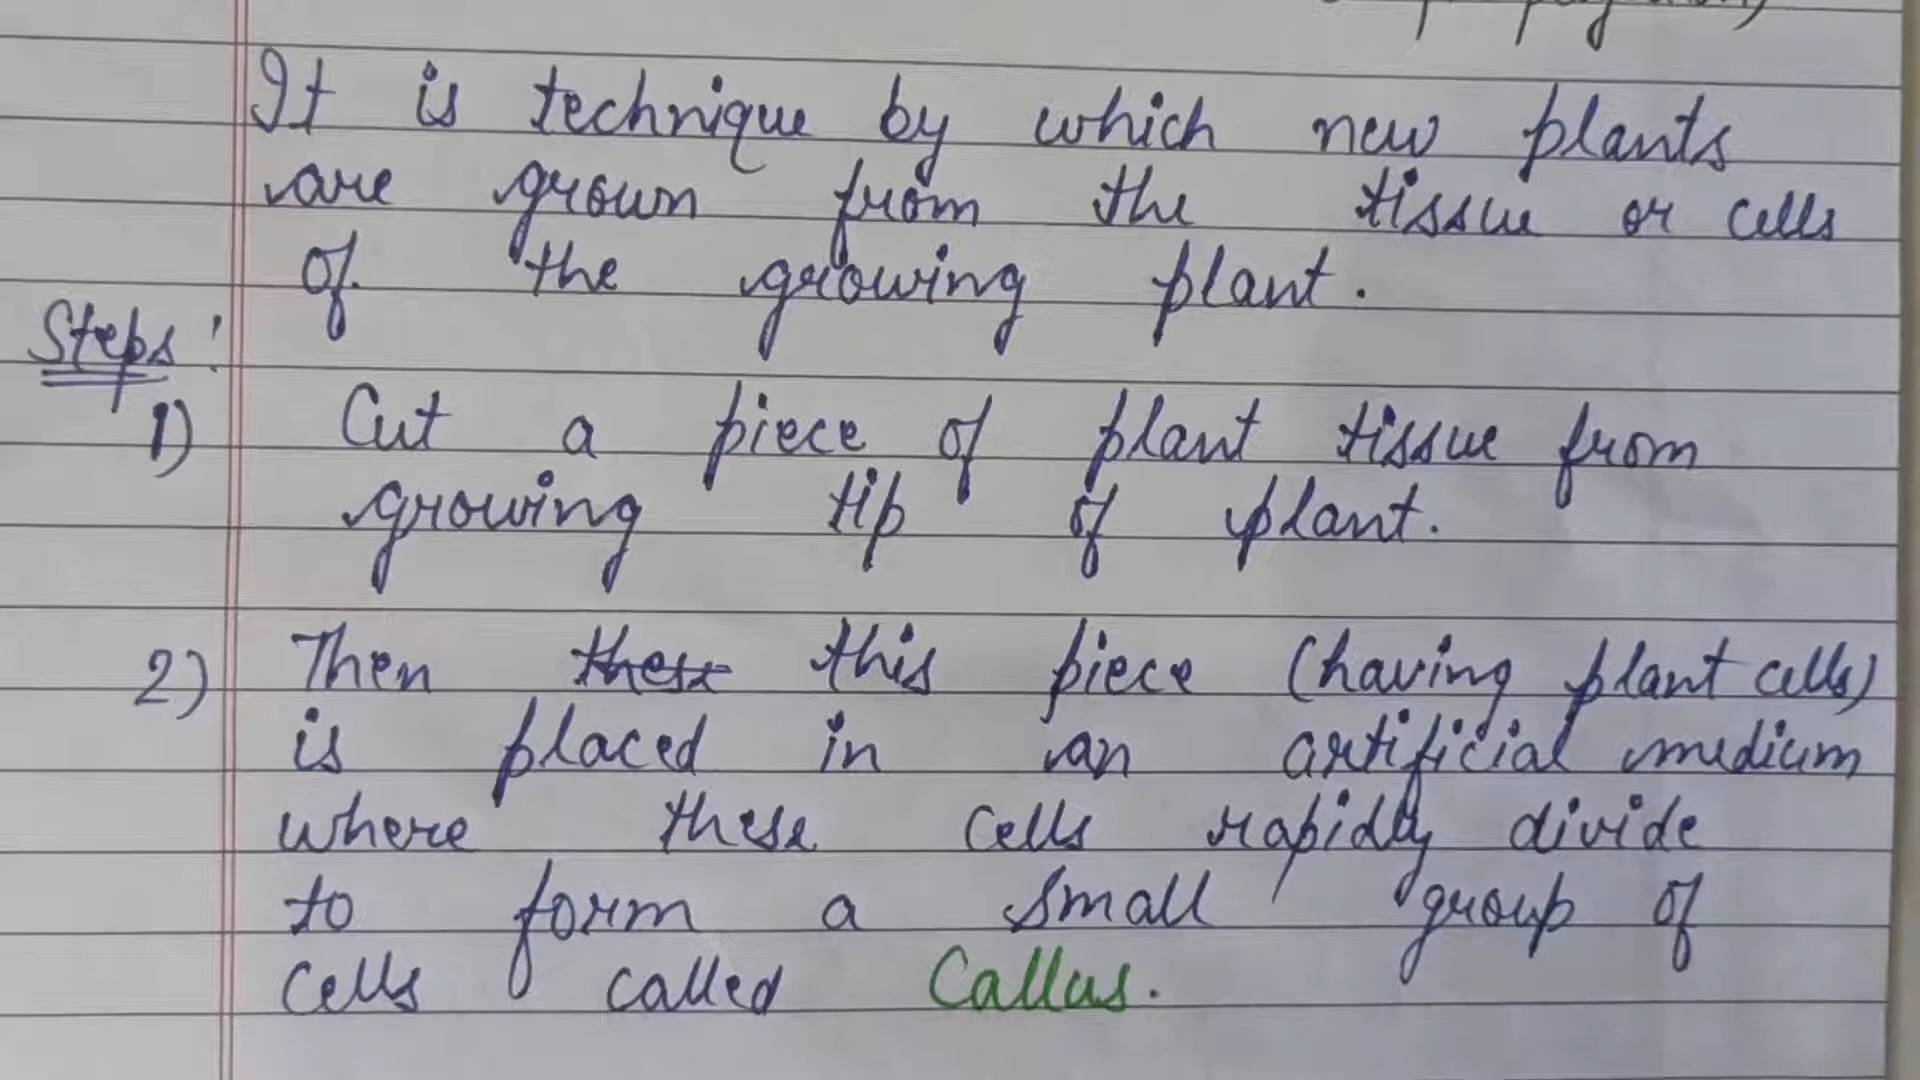 It is technique by which new plants
are grown from the tissue or cells
of the growing plant.
Steps:
1) Cut a piece of plant tissue from
growing tip of plant.
2) Then these this piece (having plant cells)
is placed in an artificial medium
where these cells rapidly divide
to form a small group of
cells called Callus.